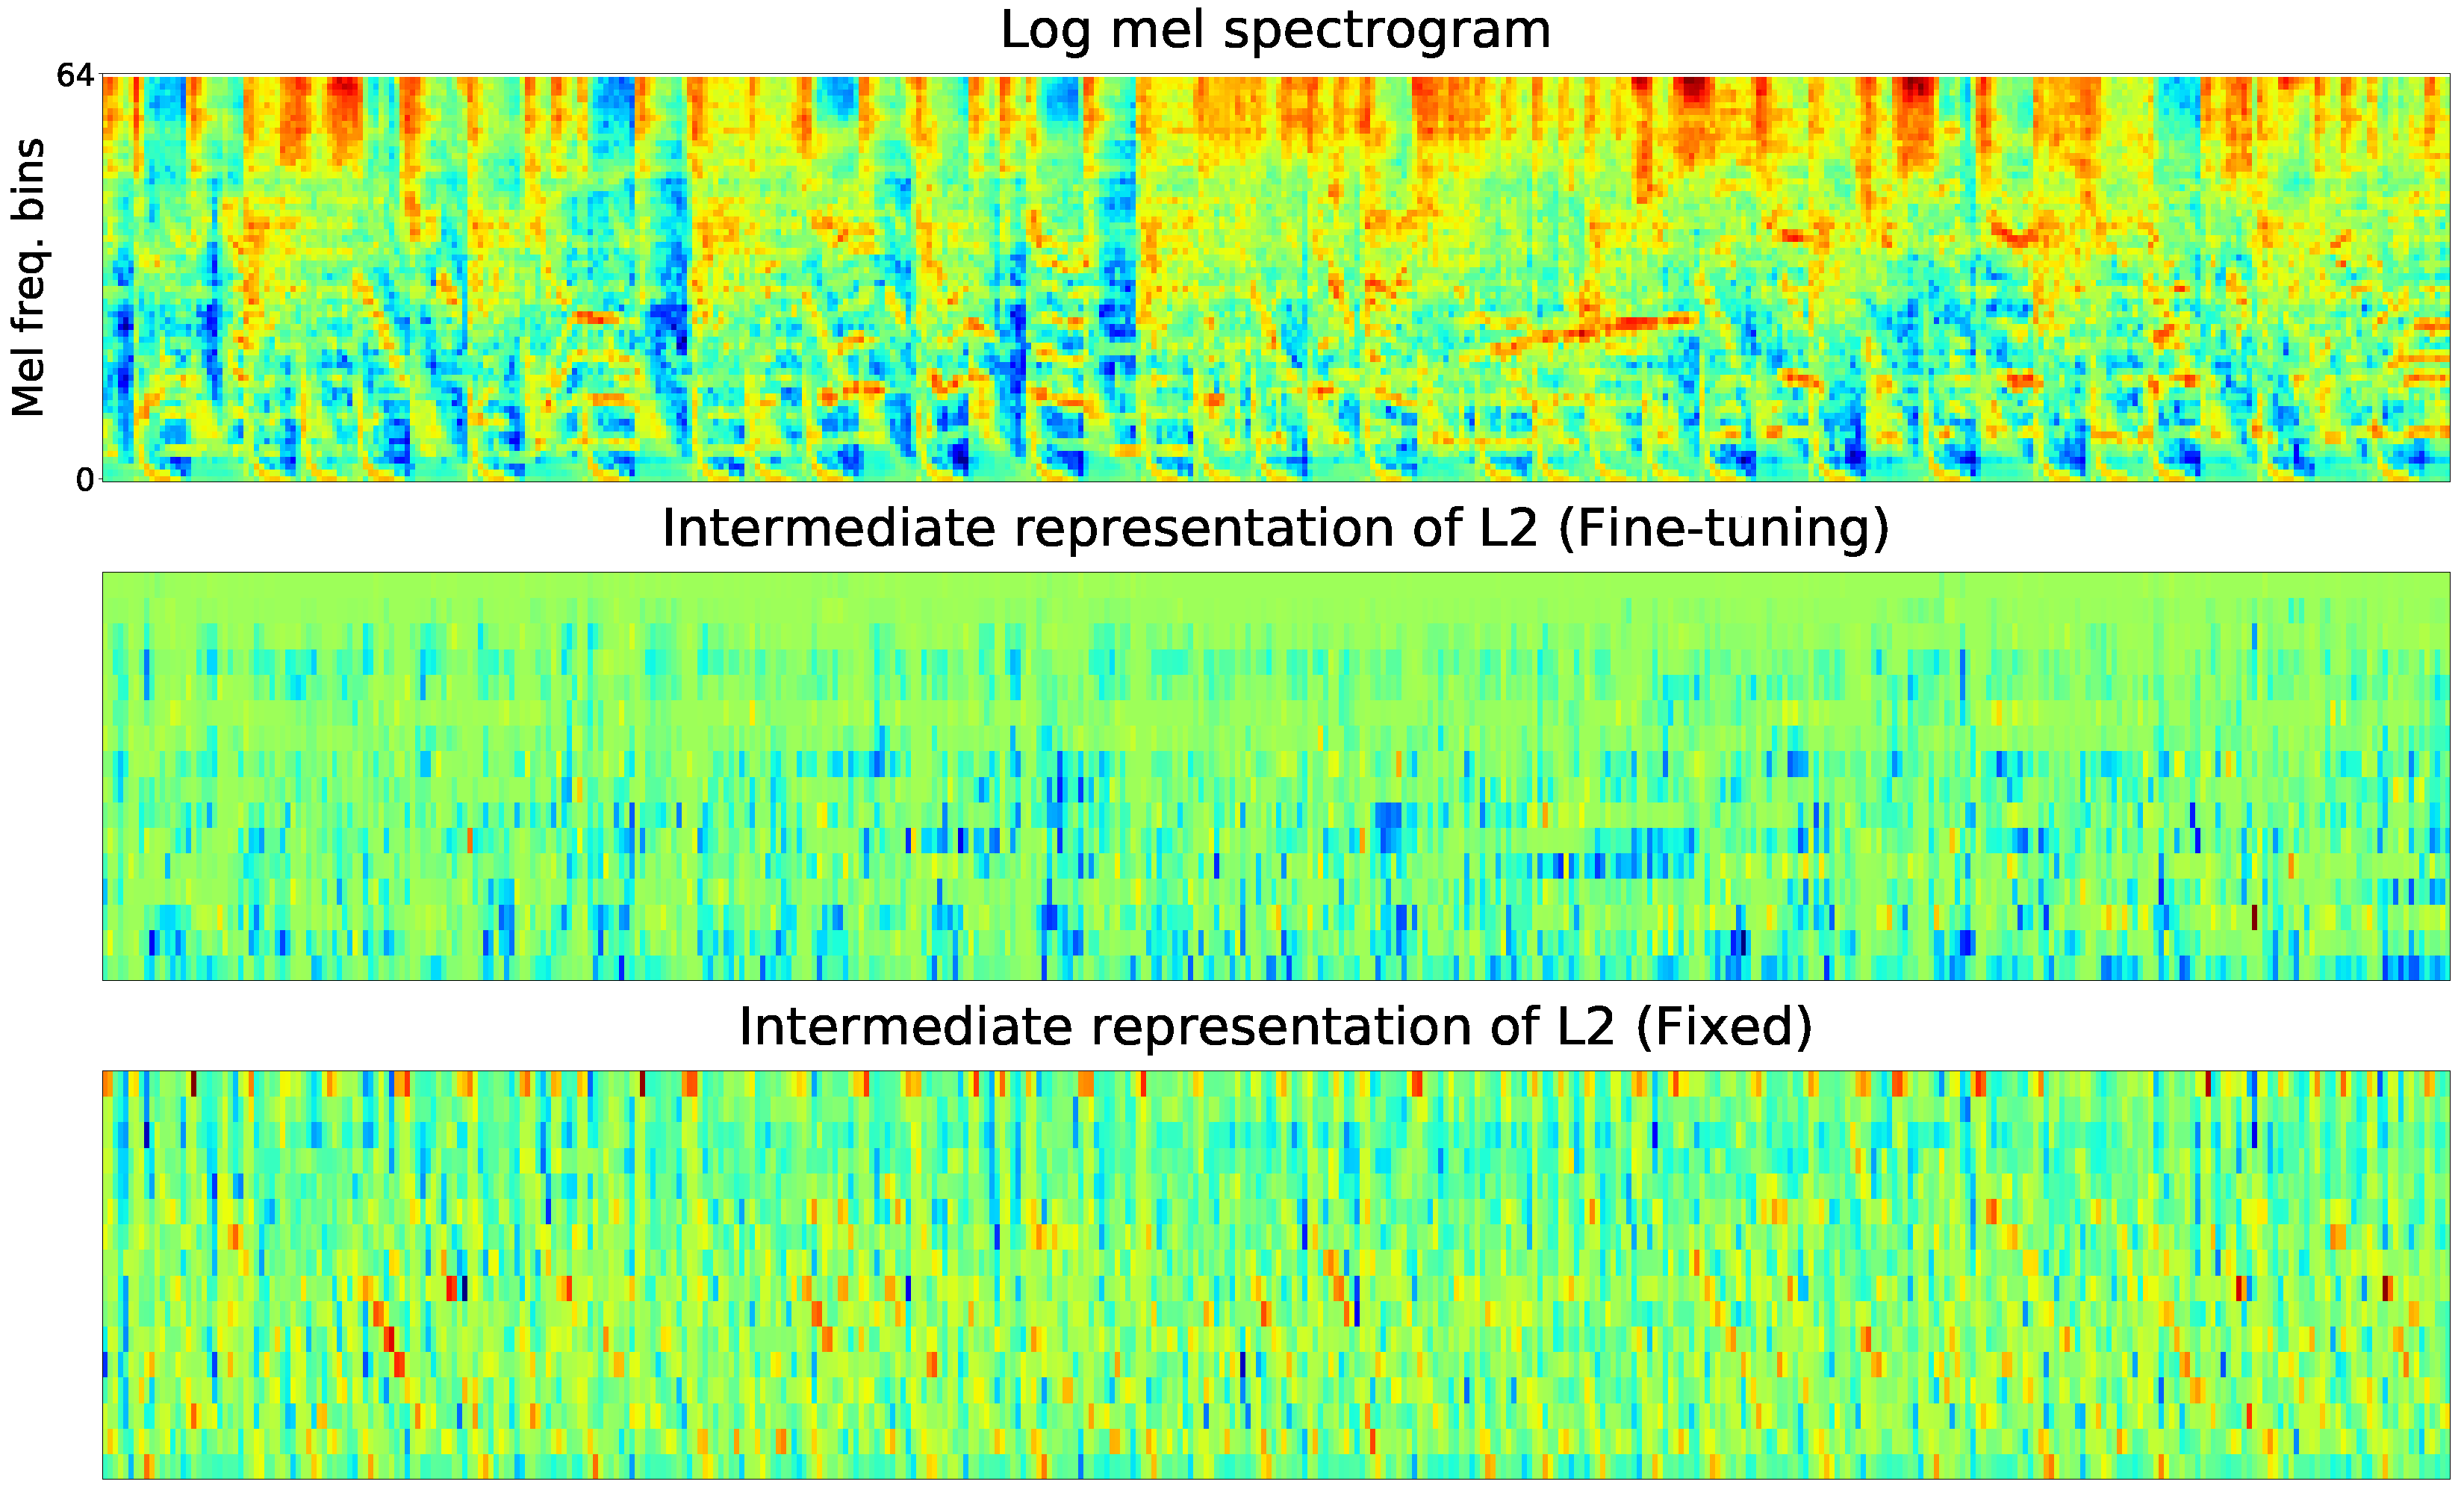 Log mel spectrogram
64
Mel freq. bins
0
Intermediate representation of L2 (Fine-tuning)
Intermediate representation of L2 (Fixed)